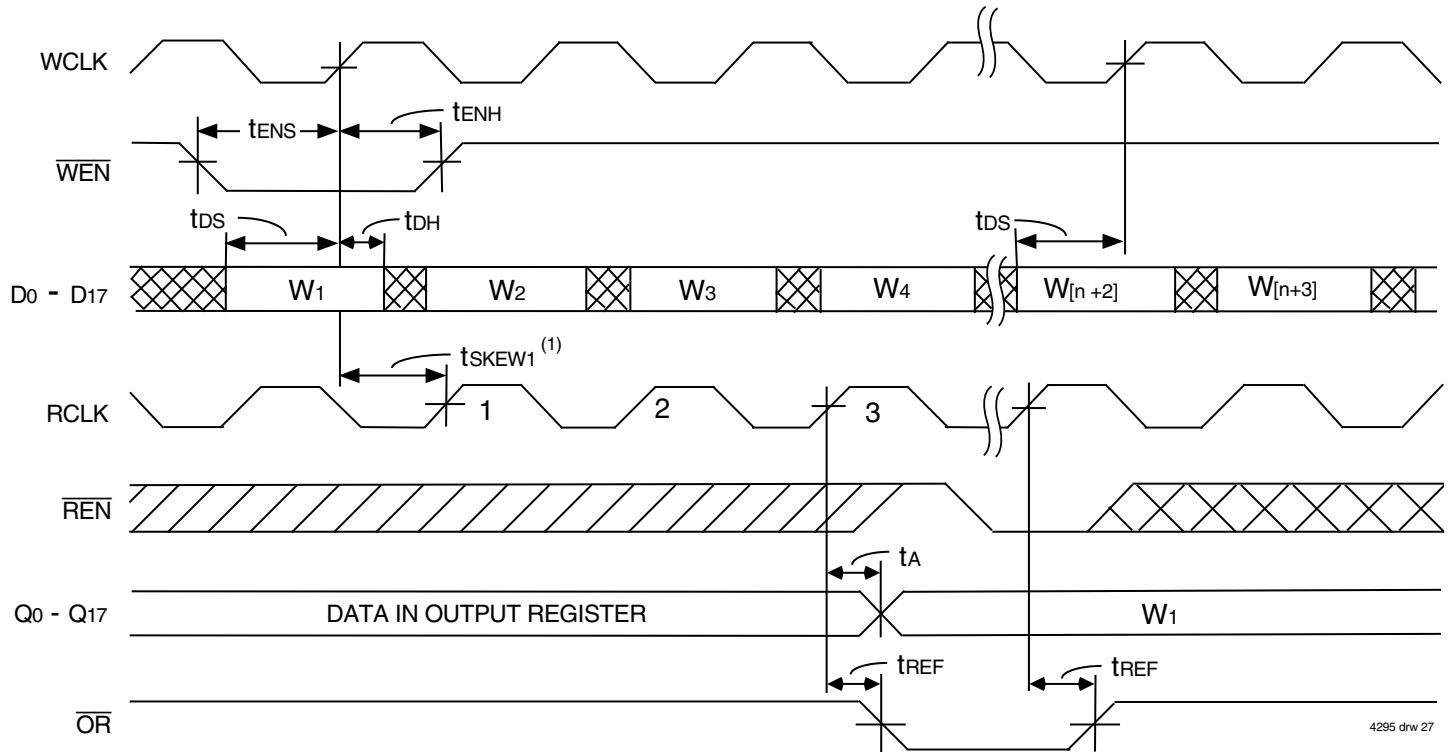 WCLK
tENS
tENH
WEN
tDS
tDH
tDS
D0 - D17
W1
W2
W3
W4
W[n +2]
W[n+3]
tSKEW1 (1)
RCLK
1
2
3
REN
tA
Q0 - Q17
DATA IN OUTPUT REGISTER
W1
tREF
tREF
OR
4295 drw 27